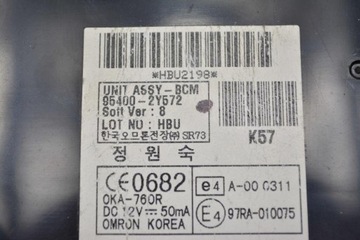 *HBU2198*
UNIT ASSY-BCM
95400-2Y572
Soft Ver : 8
LOT NO : HBU
한국오므론전장㈜ SR73
K57
정 원 숙
CE0682
e4 A-00 0311
OKA-760R
DC 12V 50mA
E4 97RA-010075
OMRON KOREA